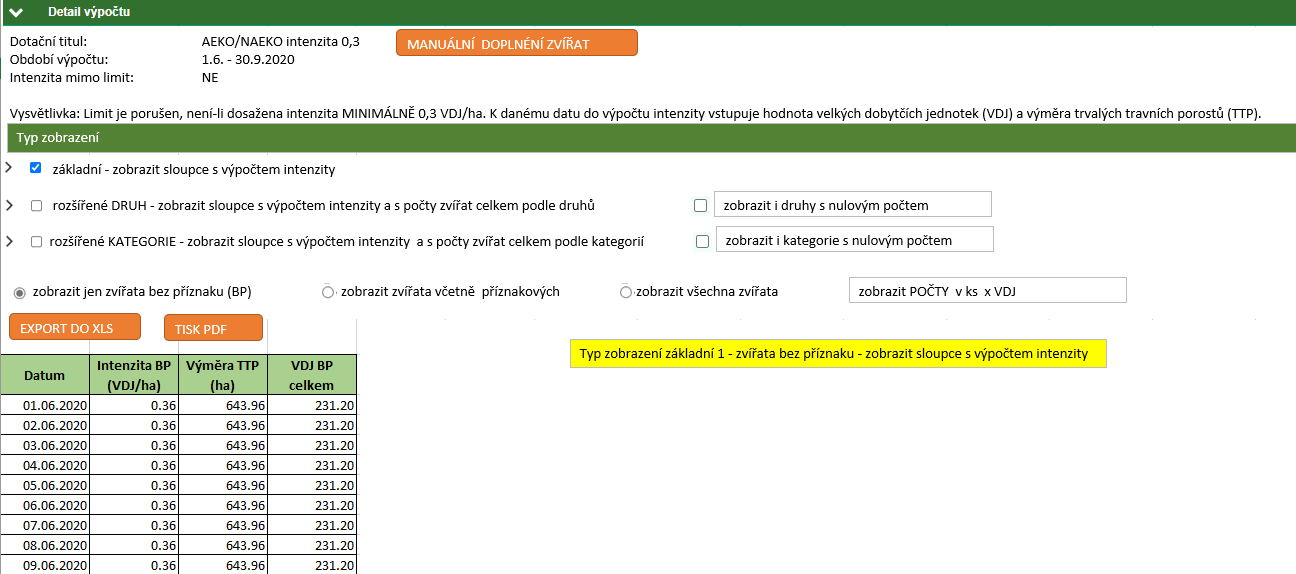 Detail výpočtu
Dotační titul: AEKO/NAEKO intenzita 0,3 MANUÁLNÍ DOPLNÉNÍ ZVÍŘAT
Období výpočtu: 1.6. - 30.9.2020
Intenzita mimo limit: NE
Vysvětlivka: Limit je porušen, není-li dosažena intenzita MINIMÁLNĚ 0,3 VDJ/ha. K danému datu do výpočtu intenzity vstupuje hodnota velkých dobytčích jednotek (VDJ) a výměra trvalých travních porostů (TTP).
Typ zobrazení
základní - zobrazit sloupce s výpočtem intenzity
rozšířené DRUH - zobrazit sloupce s výpočtem intenzity a s počty zvířat celkem podle druhů zobrazit i druhy s nulovým počtem
rozšířené KATEGORIE - zobrazit sloupce s výpočtem intenzity a s počty zvířat celkem podle kategorií zobrazit i kategorie s nulovým počtem
zobrazit jen zvířata bez příznaku (BP) zobrazit zvířata včetně příznakových zobrazit všechna zvířata zobrazit POČTY v ks x VDJ
EXPORT DO XLS TISK PDF
Typ zobrazení základní 1 - zvířata bez příznaku - zobrazit sloupce s výpočtem intenzity
Datum Intenzita BP (VDJ/ha) Výměra TTP (ha) VDJ BP celkem
01.06.2020 0.36 643.96 231.20
02.06.2020 0.36 643.96 231.20
03.06.2020 0.36 643.96 231.20
04.06.2020 0.36 643.96 231.20
05.06.2020 0.36 643.96 231.20
06.06.2020 0.36 643.96 231.20
07.06.2020 0.36 643.96 231.20
08.06.2020 0.36 643.96 231.20
09.06.2020 0.36 643.96 231.20